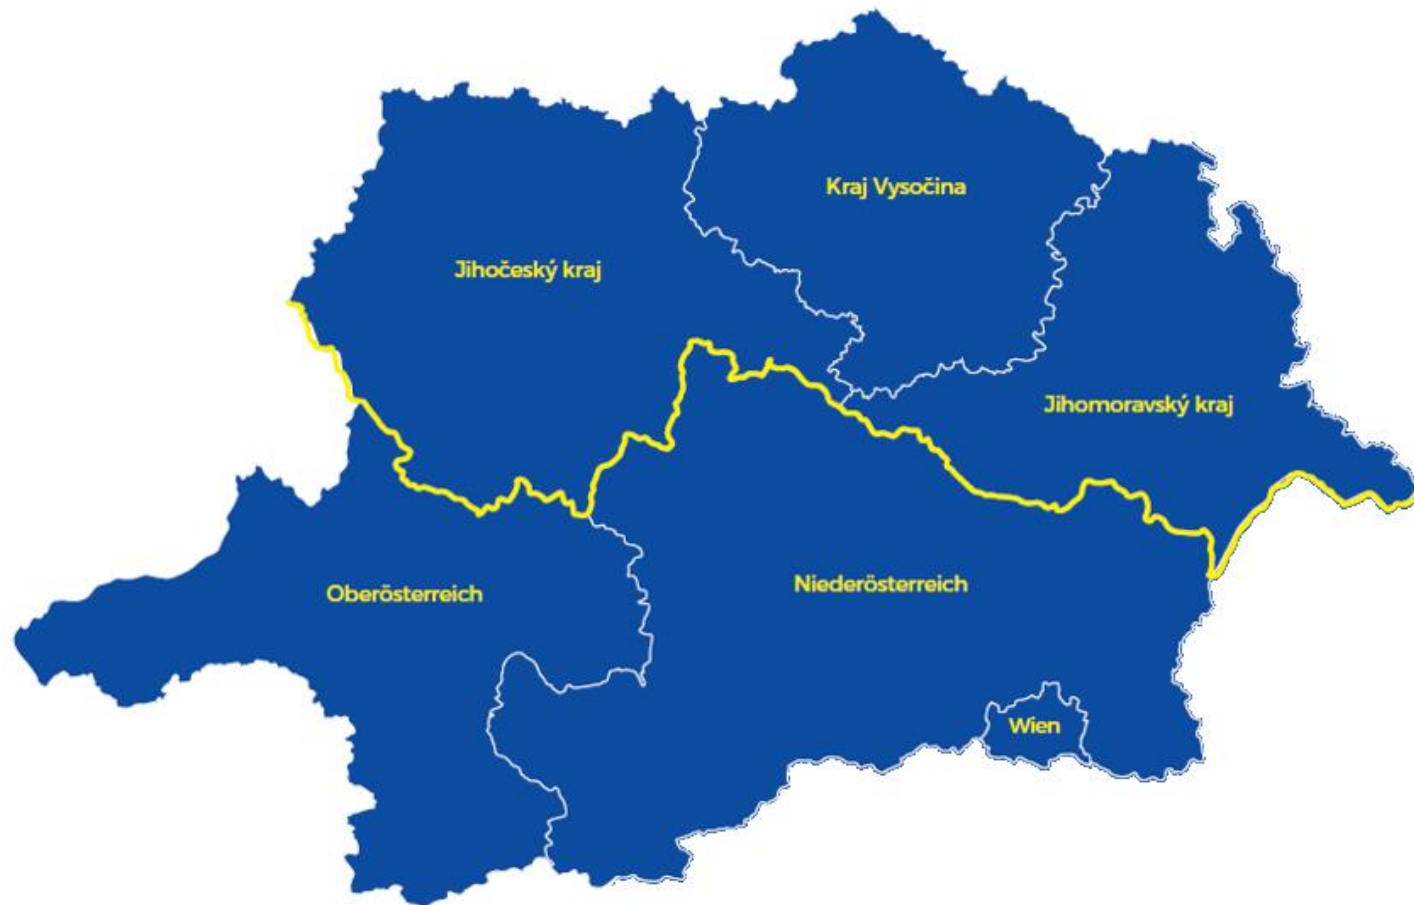 Kraj Vysočina
Jihočeský kraj
Jihomoravský kraj
Oberösterreich
Niederösterreich
Wien